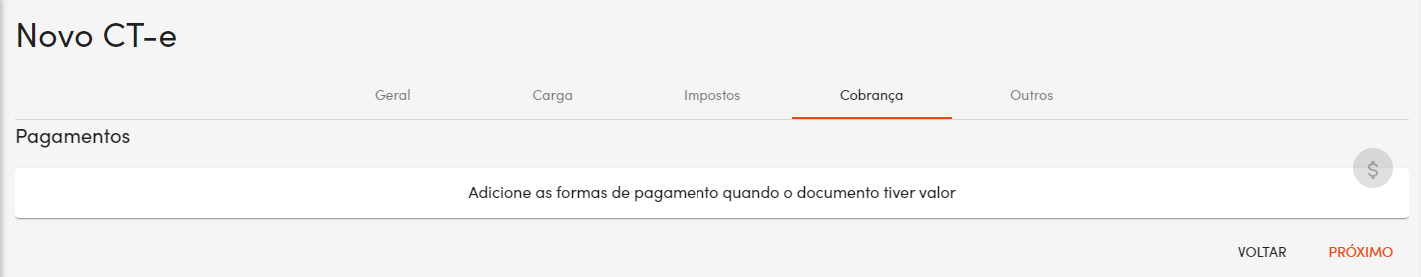 Novo CT-e
Geral Carga Impostos Cobrança Outros
Pagamentos
$
Adicione as formas de pagamento quando o documento tiver valor
VOLTAR PRÓXIMO